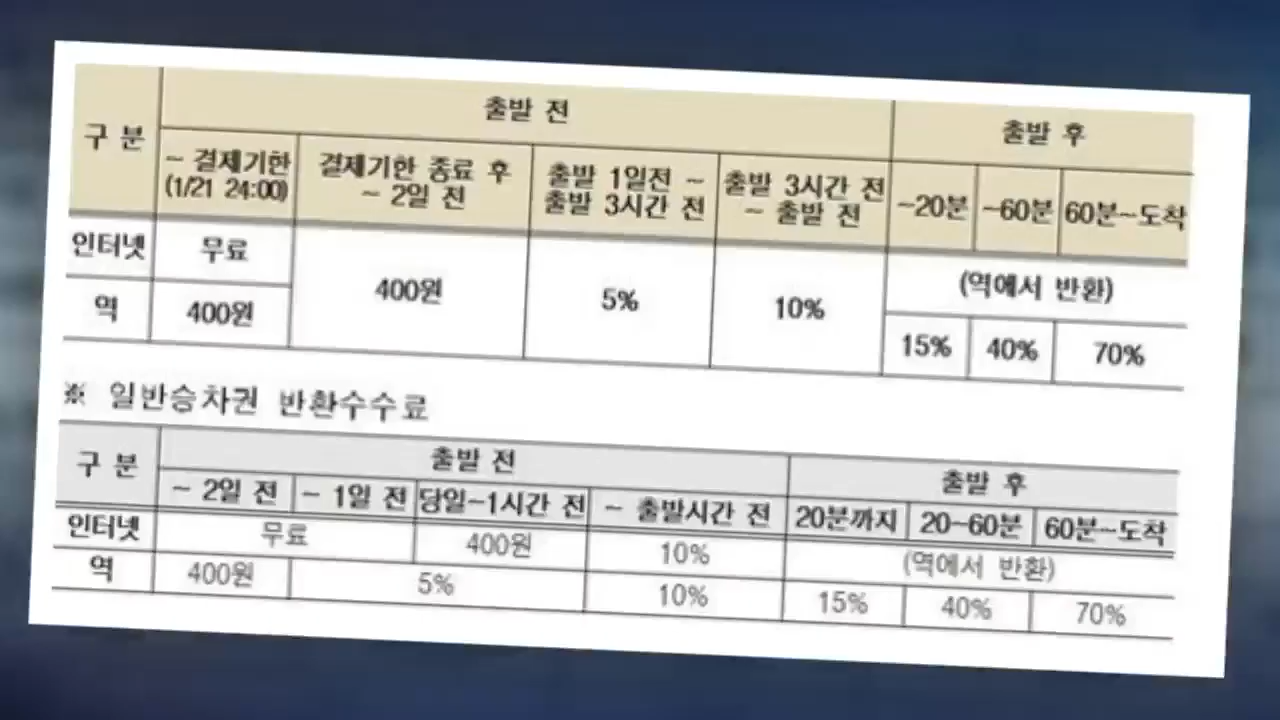 구 분 출발 전 출발 후
~ 결제기한 (1/21 24:00) 결제기한 종료 후 ~ 2일 전 출발 1일전 ~ 출발 3시간 전 출발 3시간 전 ~ 출발 전 ~20분 ~60분 60분~도착
인터넷 무료 400원 5% 10% (역에서 반환)
역 400원 15% 40% 70%
※ 일반승차권 반환수수료
구 분 출발 전 출발 후
~ 2일 전 ~ 1일 전 당일~1시간 전 ~ 출발시간 전 20분까지 20~60분 60분~도착
인터넷 무료 400원 10% (역에서 반환)
역 400원 5% 10% 15% 40% 70%